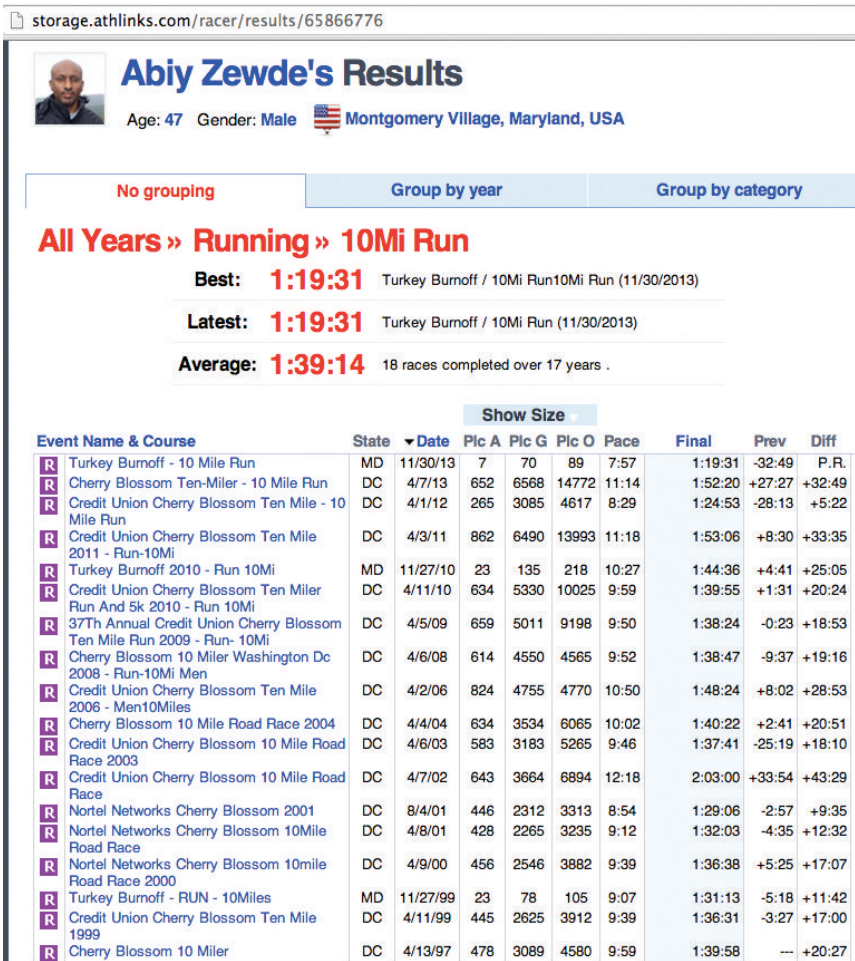 storage.athlinks.com/racer/results/65866776
Abiy Zewde's Results
Age: 47 Gender: Male Montgomery Village, Maryland, USA
No grouping Group by year Group by category
All Years » Running » 10Mi Run
Best: 1:19:31 Turkey Burnoff / 10Mi Run10Mi Run (11/30/2013)
Latest: 1:19:31 Turkey Burnoff / 10Mi Run (11/30/2013)
Average: 1:39:14 18 races completed over 17 years .
Show Size
Event Name & Course State Date Plc A Plc G Plc O Pace Final Prev Diff
R Turkey Burnoff - 10 Mile Run MD 11/30/13 7 70 89 7:57 1:19:31 -32:49 P.R.
R Cherry Blossom Ten-Miler - 10 Mile Run DC 4/7/13 652 6568 14772 11:14 1:52:20 +27:27 +32:49
R Credit Union Cherry Blossom Ten Mile - 10 DC 4/1/12 265 3085 4617 8:29 1:24:53 -28:13 +5:22
Mile Run
R Credit Union Cherry Blossom Ten Mile DC 4/3/11 862 6490 13993 11:18 1:53:06 +8:30 +33:35
2011 - Run-10Mi
R Turkey Burnoff 2010 - Run 10Mi MD 11/27/10 23 135 218 10:27 1:44:36 +4:41 +25:05
R Credit Union Cherry Blossom Ten Miler DC 4/11/10 634 5330 10025 9:59 1:39:55 +1:31 +20:24
Run And 5k 2010 - Run 10Mi
R 37Th Annual Credit Union Cherry Blossom DC 4/5/09 659 5011 9198 9:50 1:38:24 -0:23 +18:53
Ten Mile Run 2009 - Run- 10Mi
R Cherry Blossom 10 Miler Washington Dc DC 4/6/08 614 4550 4565 9:52 1:38:47 -9:37 +19:16
2008 - Run-10Mi Men
R Credit Union Cherry Blossom Ten Mile DC 4/2/06 824 4755 4770 10:50 1:48:24 +8:02 +28:53
2006 - Men10Miles
R Cherry Blossom 10 Mile Road Race 2004 DC 4/4/04 634 3534 6065 10:02 1:40:22 +2:41 +20:51
R Credit Union Cherry Blossom 10 Mile Road DC 4/6/03 583 3183 5265 9:46 1:37:41 -25:19 +18:10
Race 2003
R Credit Union Cherry Blossom 10 Mile Road DC 4/7/02 643 3664 6894 12:18 2:03:00 +33:54 +43:29
Race
R Nortel Networks Cherry Blossom 2001 DC 8/4/01 446 2312 3313 8:54 1:29:06 -2:57 +9:35
R Nortel Networks Cherry Blossom 10Mile DC 4/8/01 428 2265 3235 9:12 1:32:03 -4:35 +12:32
Road Race
R Nortel Networks Cherry Blossom 10mile DC 4/9/00 456 2546 3882 9:39 1:36:38 +5:25 +17:07
Road Race 2000
R Turkey Burnoff - RUN - 10Miles MD 11/27/99 23 78 105 9:07 1:31:13 -5:18 +11:42
R Credit Union Cherry Blossom Ten Mile DC 4/11/99 445 2625 3912 9:39 1:36:31 -3:27 +17:00
1999
R Cherry Blossom 10 Miler DC 4/13/97 478 3089 4580 9:59 1:39:58 --- +20:27